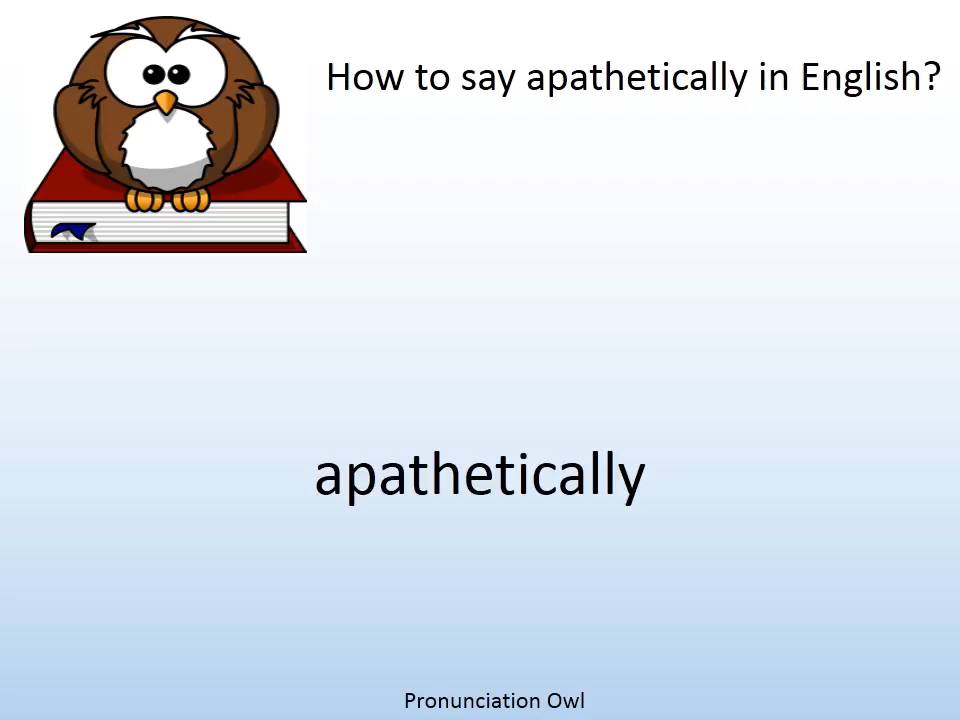 How to say apathetically in English?
apathetically
Pronunciation Owl